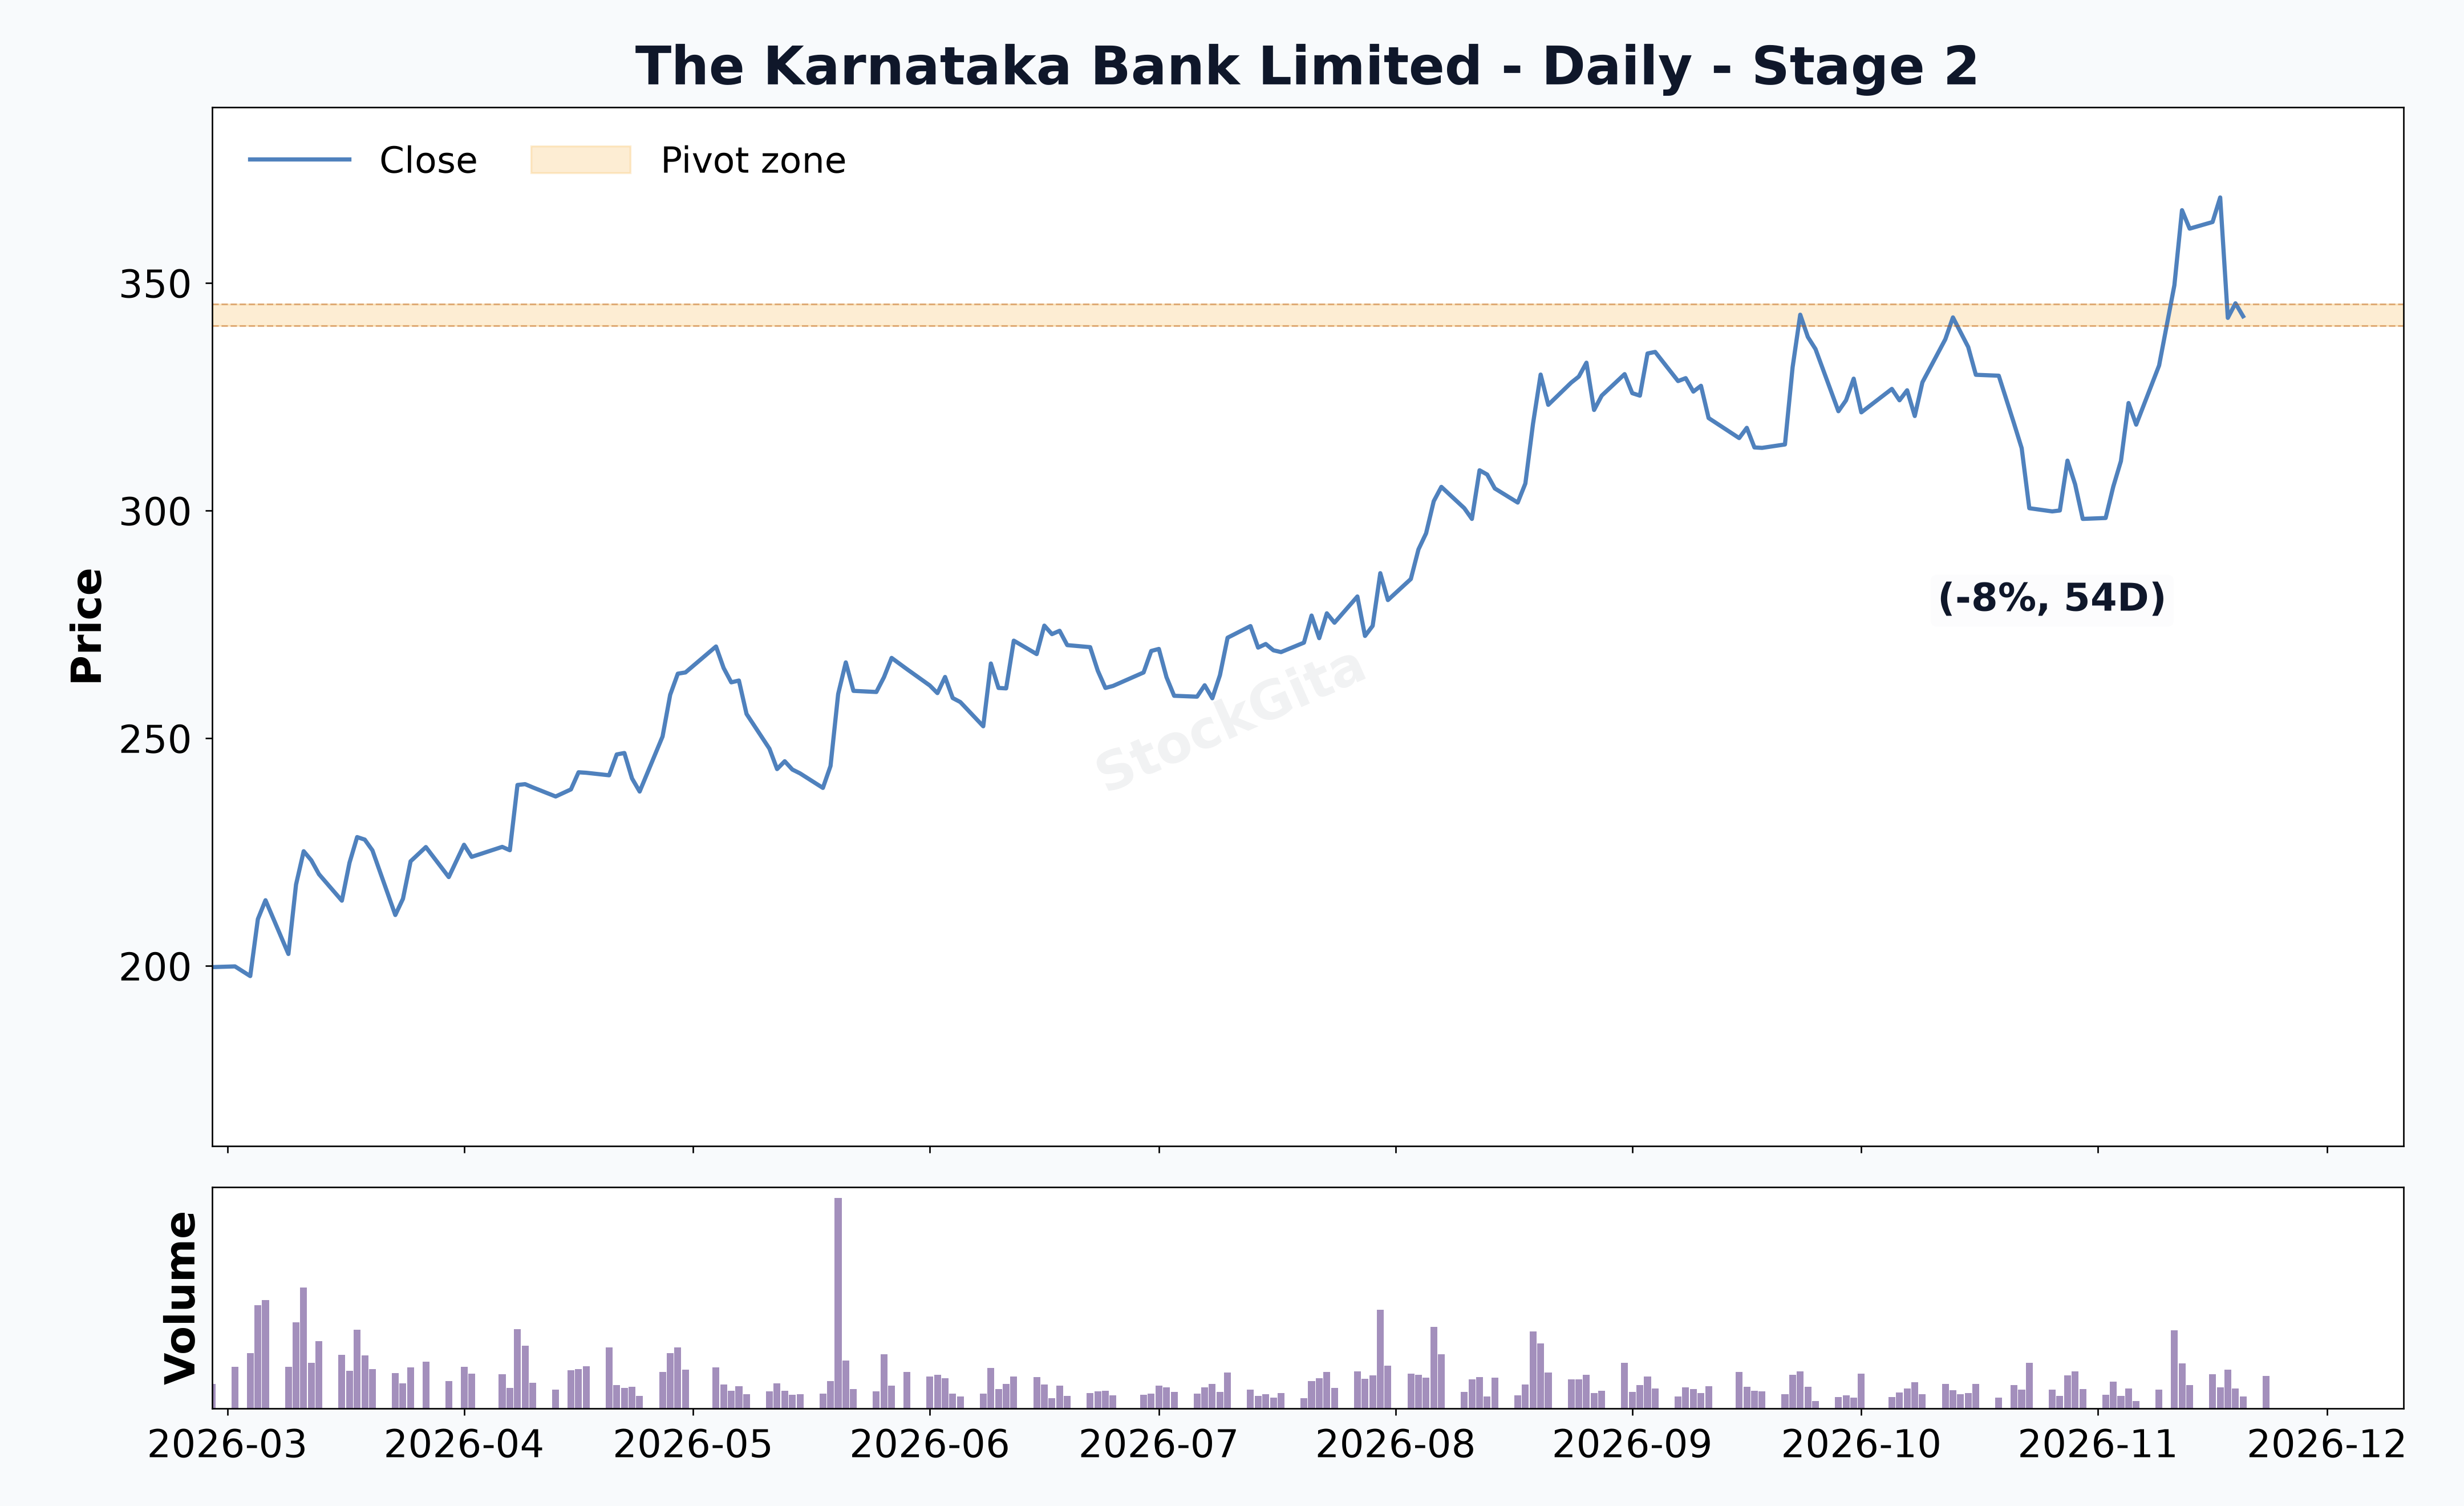 The Karnataka Bank Limited - Daily - Stage 2
Close
Pivot zone
350
300
250
200
Price
(-8%, 54D)
StockGita
Volume
2026-03
2026-04
2026-05
2026-06
2026-07
2026-08
2026-09
2026-10
2026-11
2026-12